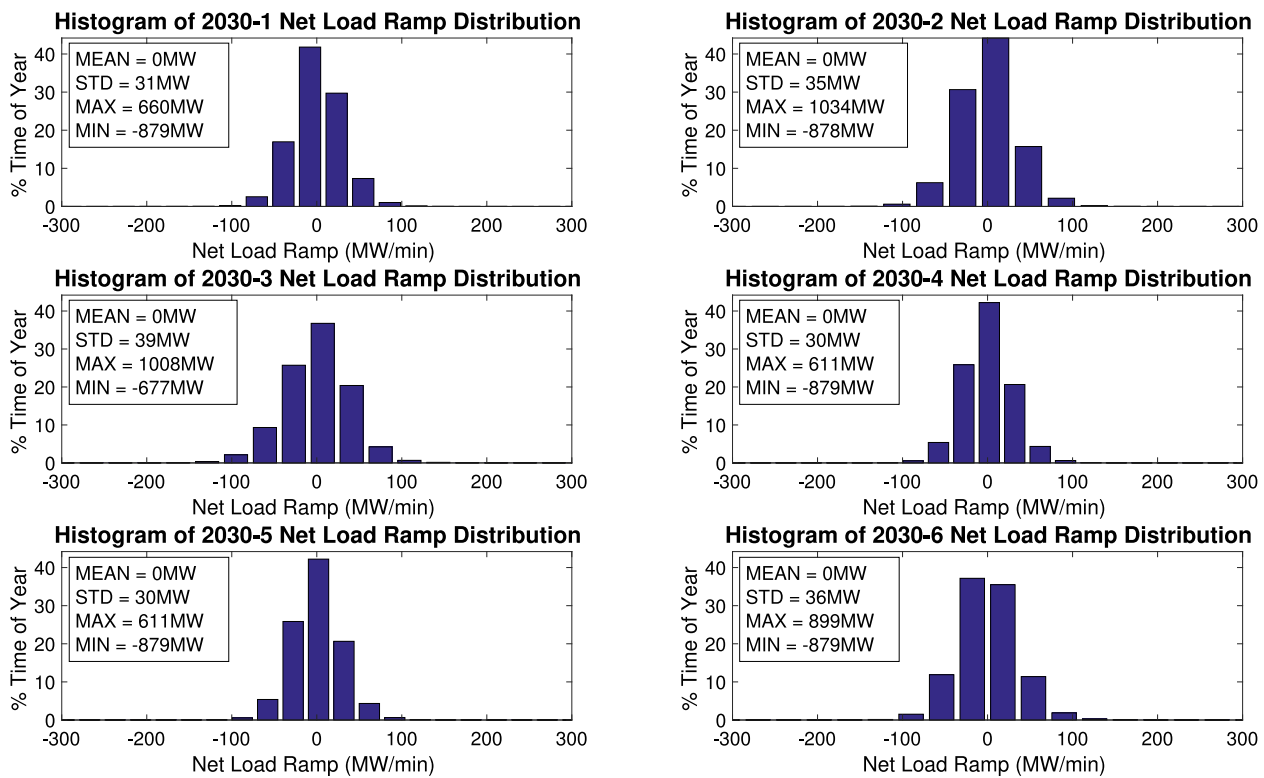 Histogram of 2030-1 Net Load Ramp Distribution
MEAN = 0MW
STD = 31MW
MAX = 660MW
MIN = -879MW
% Time of Year
40
30
20
10
0
-300 -200 -100 0 100 200 300
Net Load Ramp (MW/min)
Histogram of 2030-2 Net Load Ramp Distribution
MEAN = 0MW
STD = 35MW
MAX = 1034MW
MIN = -878MW
% Time of Year
40
30
20
10
0
-300 -200 -100 0 100 200 300
Net Load Ramp (MW/min)
Histogram of 2030-3 Net Load Ramp Distribution
MEAN = 0MW
STD = 39MW
MAX = 1008MW
MIN = -677MW
% Time of Year
40
30
20
10
0
-300 -200 -100 0 100 200 300
Net Load Ramp (MW/min)
Histogram of 2030-4 Net Load Ramp Distribution
MEAN = 0MW
STD = 30MW
MAX = 611MW
MIN = -879MW
% Time of Year
40
30
20
10
0
-300 -200 -100 0 100 200 300
Net Load Ramp (MW/min)
Histogram of 2030-5 Net Load Ramp Distribution
MEAN = 0MW
STD = 30MW
MAX = 611MW
MIN = -879MW
% Time of Year
40
30
20
10
0
-300 -200 -100 0 100 200 300
Net Load Ramp (MW/min)
Histogram of 2030-6 Net Load Ramp Distribution
MEAN = 0MW
STD = 36MW
MAX = 899MW
MIN = -879MW
% Time of Year
40
30
20
10
0
-300 -200 -100 0 100 200 300
Net Load Ramp (MW/min)